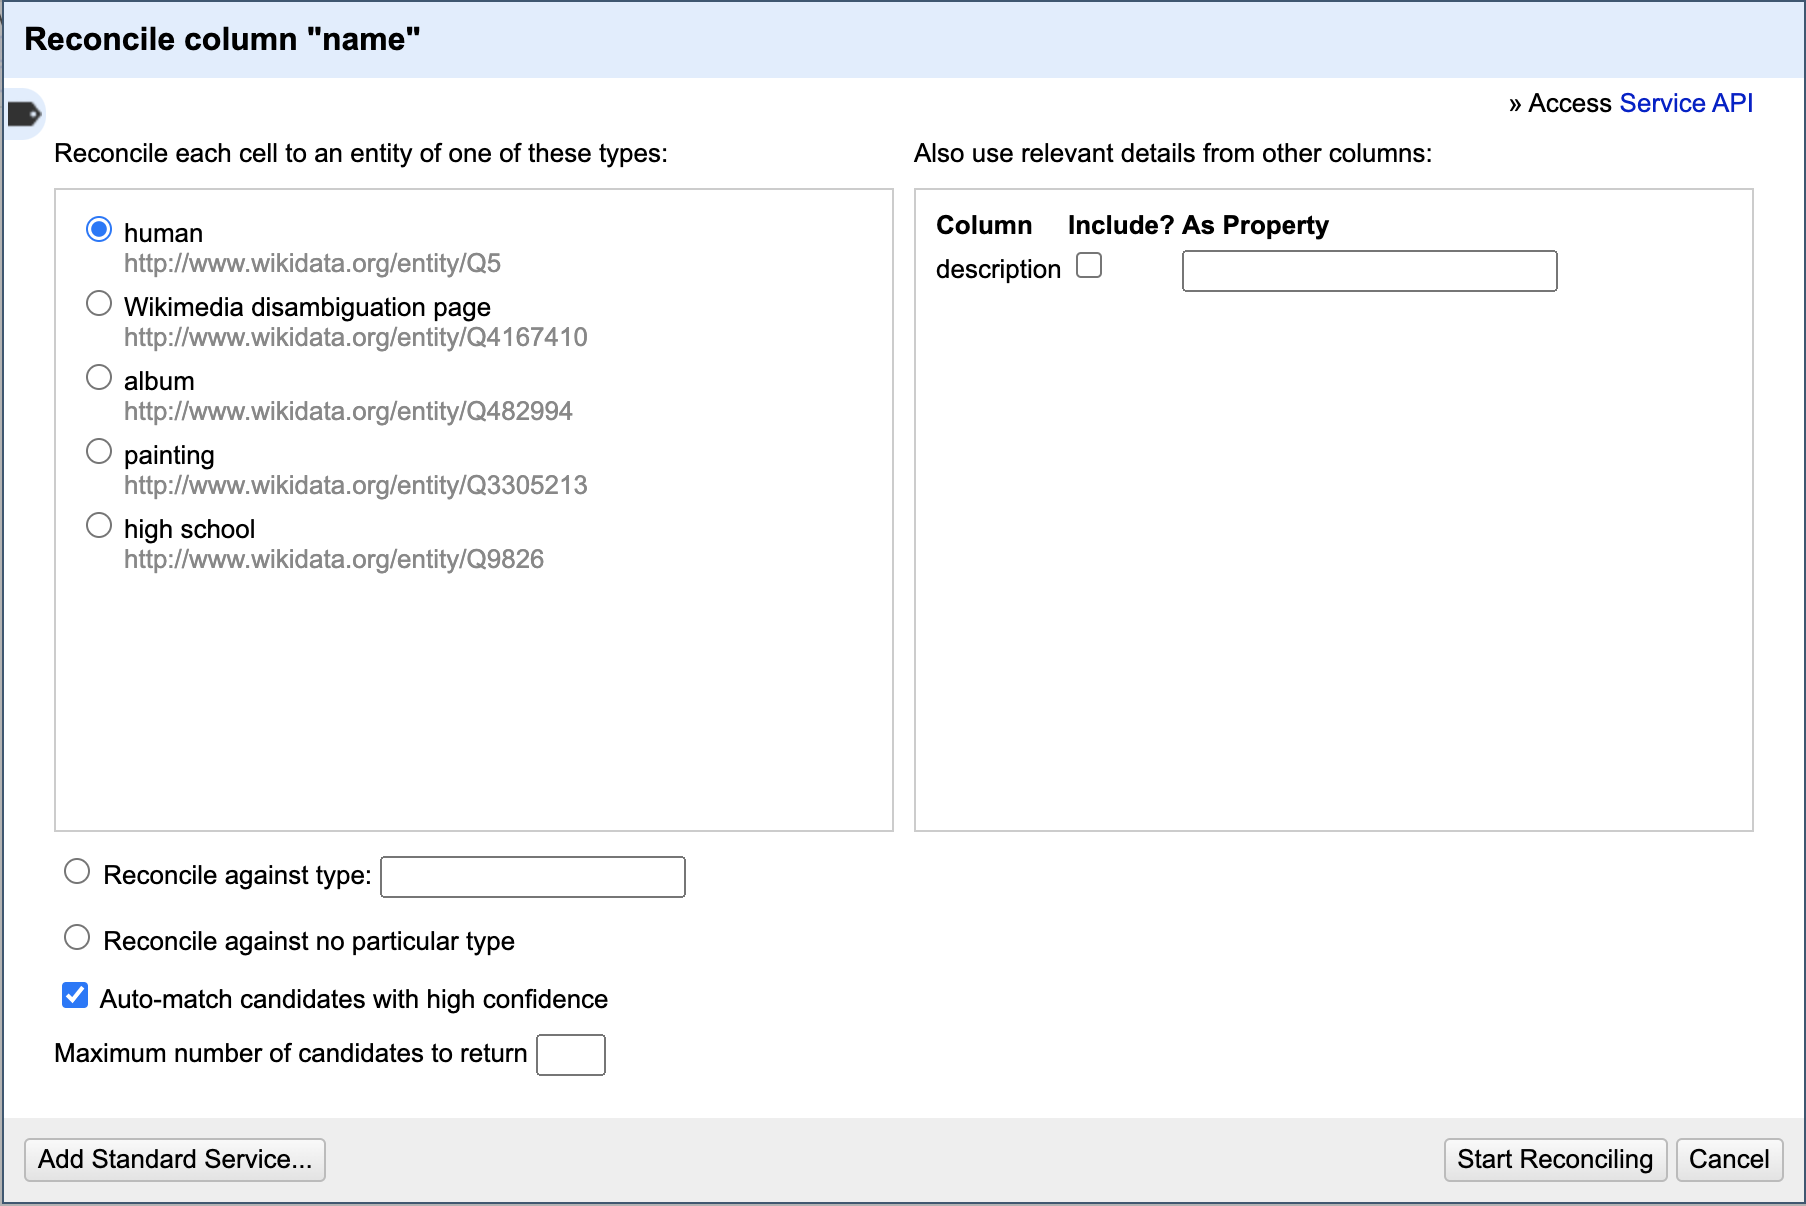 Reconcile column "name"
» Access Service API
Reconcile each cell to an entity of one of these types:
human
http://www.wikidata.org/entity/Q5
Wikimedia disambiguation page
http://www.wikidata.org/entity/Q4167410
album
http://www.wikidata.org/entity/Q482994
painting
http://www.wikidata.org/entity/Q3305213
high school
http://www.wikidata.org/entity/Q9826
Also use relevant details from other columns:
Column Include? As Property
description
Reconcile against type:
Reconcile against no particular type
Auto-match candidates with high confidence
Maximum number of candidates to return
Add Standard Service...
Start Reconciling
Cancel